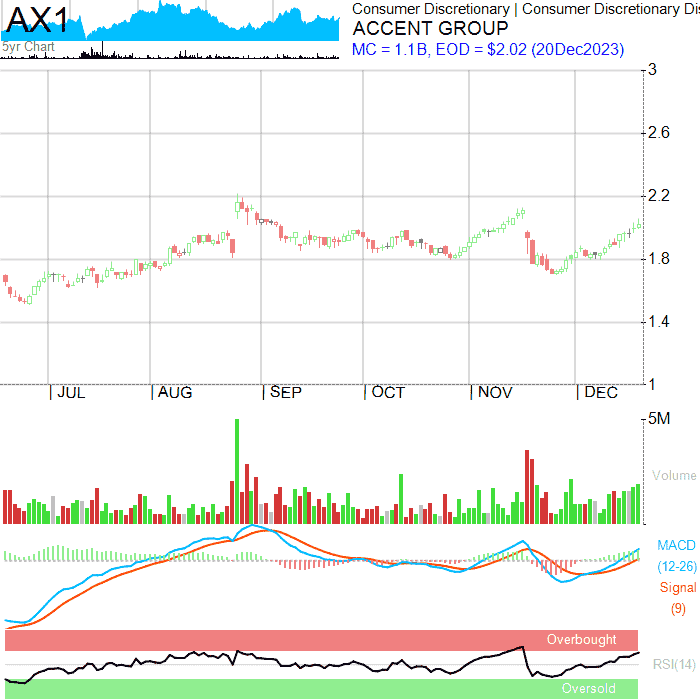 AX1
5yr Chart
Consumer Discretionary | Consumer Discretionary Dis
ACCENT GROUP
MC = 1.1B, EOD = $2.02 (20Dec2023)
3
2.6
2.2
1.8
1.4
1
JUL AUG SEP OCT NOV DEC
5M
Volume
MACD
(12-26)
Signal
(9)
Overbought
RSI(14)
Oversold